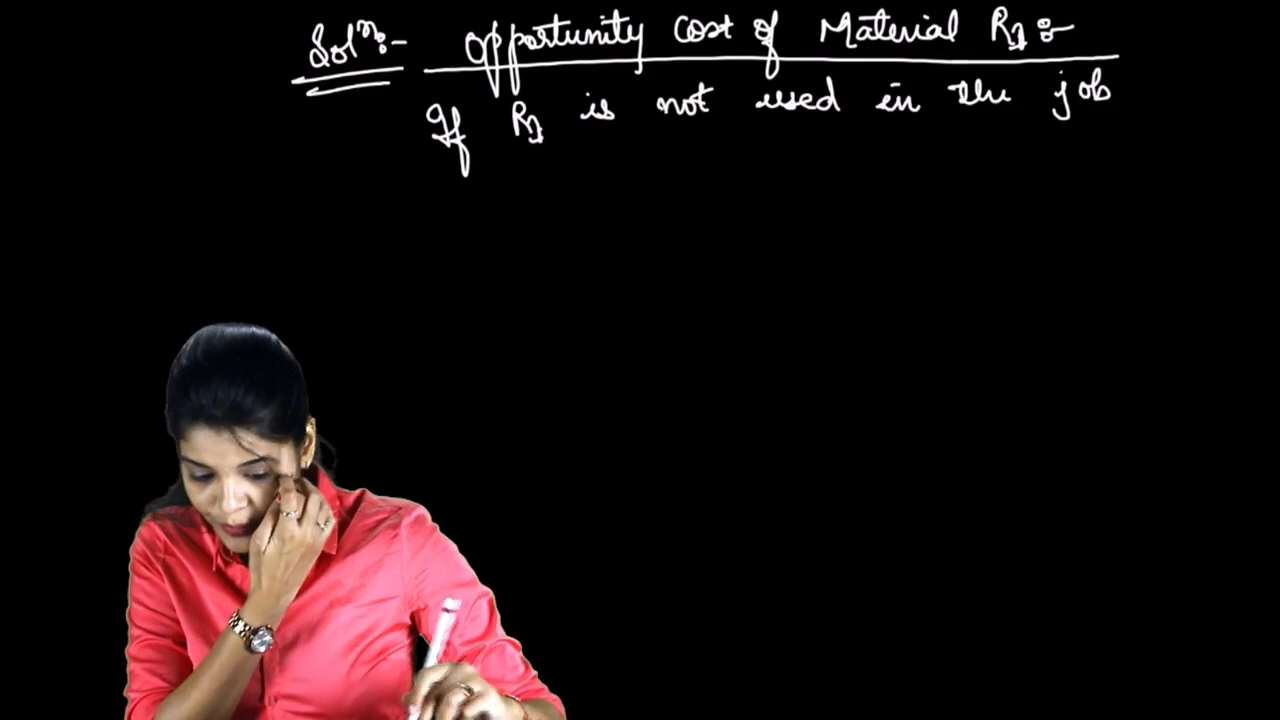 Solⁿ:- Opportunity cost of Material R1:-
If R1 is not used in the job